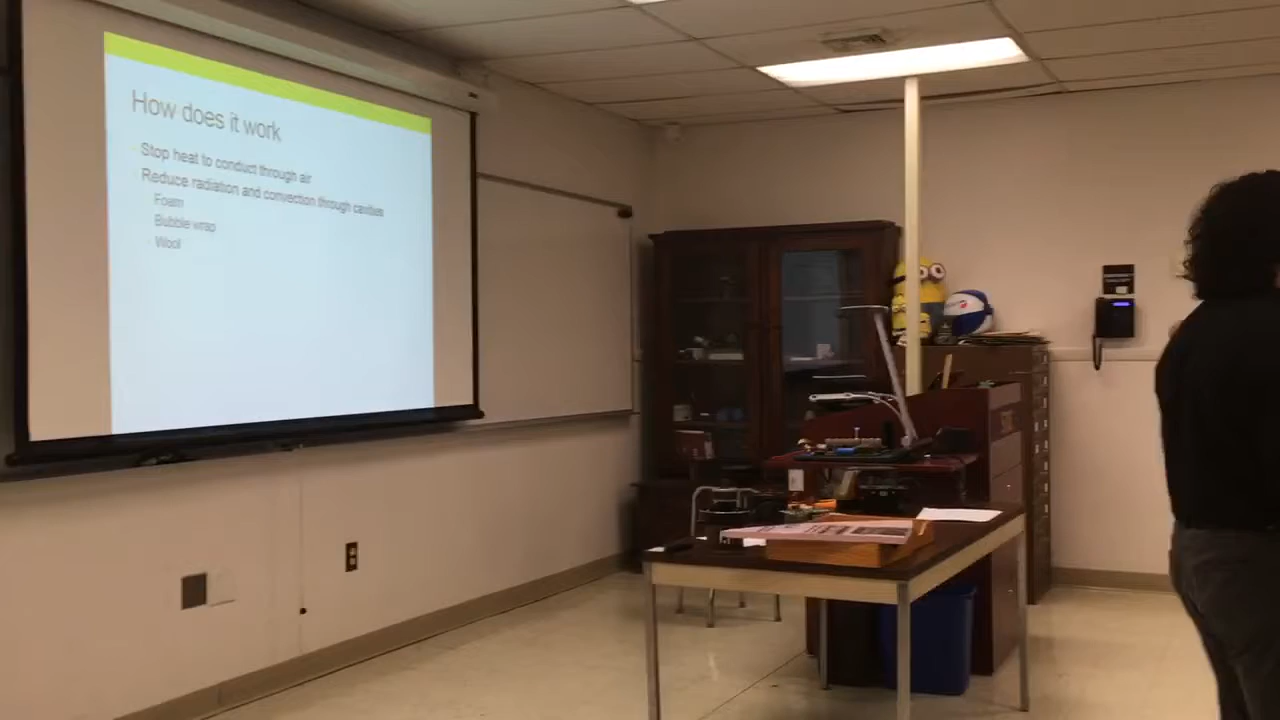 How does it work
Stop heat to conduct through air
Reduce radiation and convection through cavities
Foam
Bubble wrap
Wool